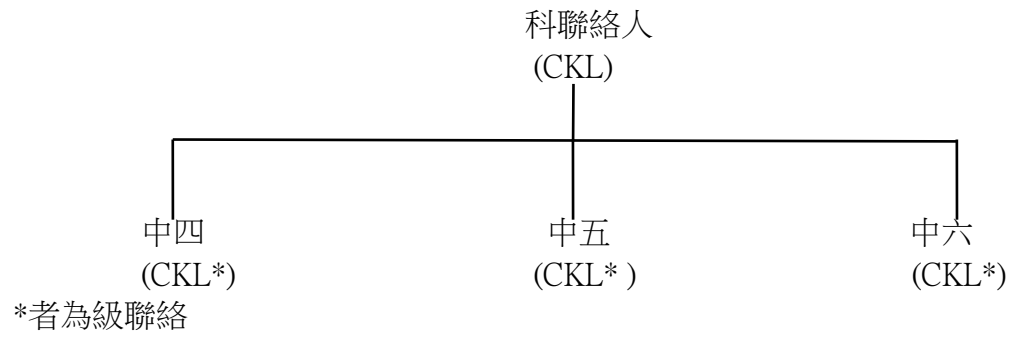 科聯絡人
(CKL)
中四 中五 中六
(CKL*) (CKL* ) (CKL*)
*者為級聯絡